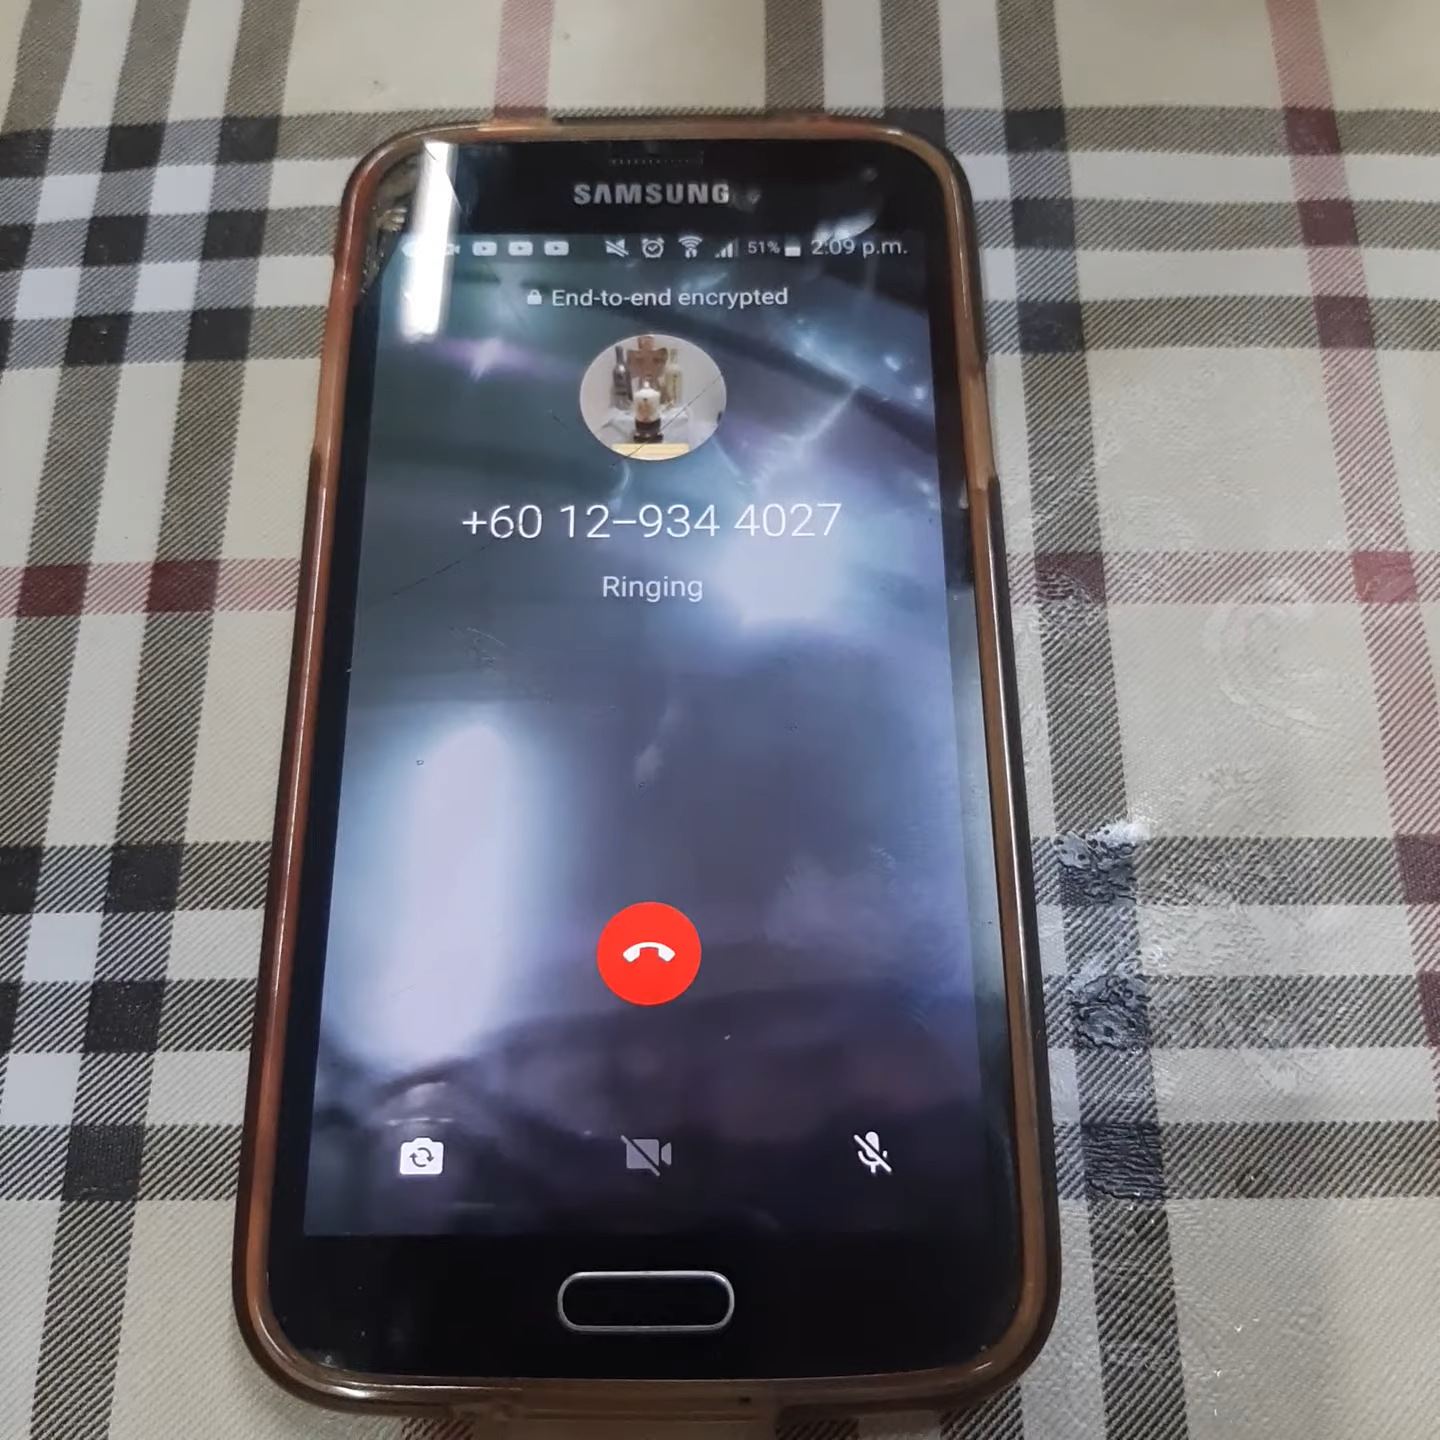 SAMSUNG
51% 2:09 p.m.
End-to-end encrypted
+60 12-934 4027
Ringing